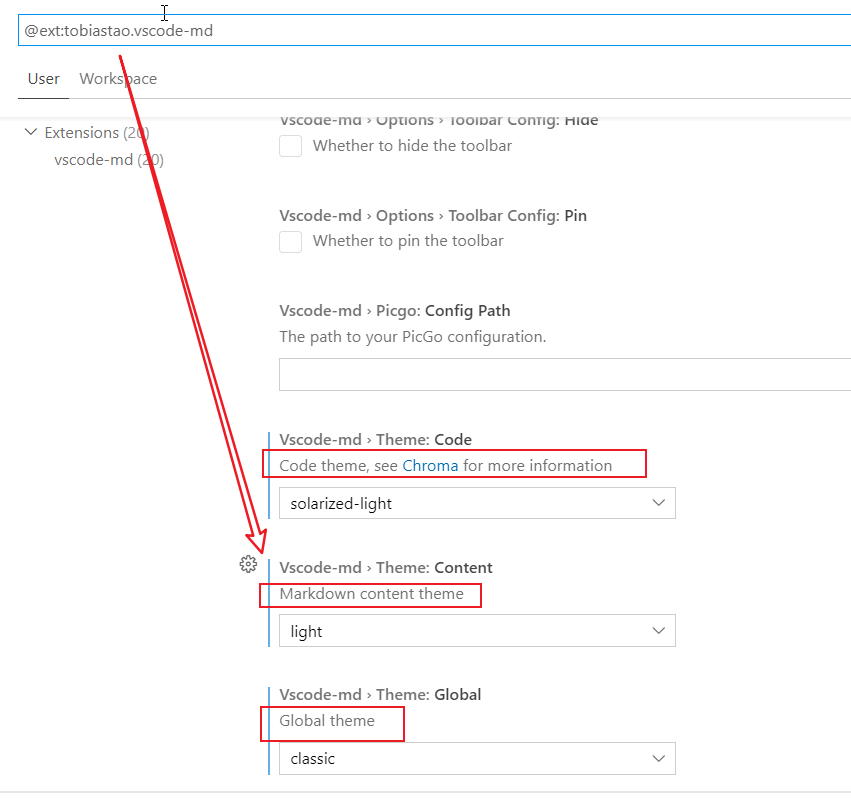 @ext:tobiastao.vscode-md
User Workspace
Extensions (20)
vscode-md (20)
Vscode-md › Options › Toolbar Config: Hide
Whether to hide the toolbar
Vscode-md › Options › Toolbar Config: Pin
Whether to pin the toolbar
Vscode-md › Picgo: Config Path
The path to your PicGo configuration.
Vscode-md › Theme: Code
Code theme, see Chroma for more information
solarized-light
Vscode-md › Theme: Content
Markdown content theme
light
Vscode-md › Theme: Global
Global theme
classic